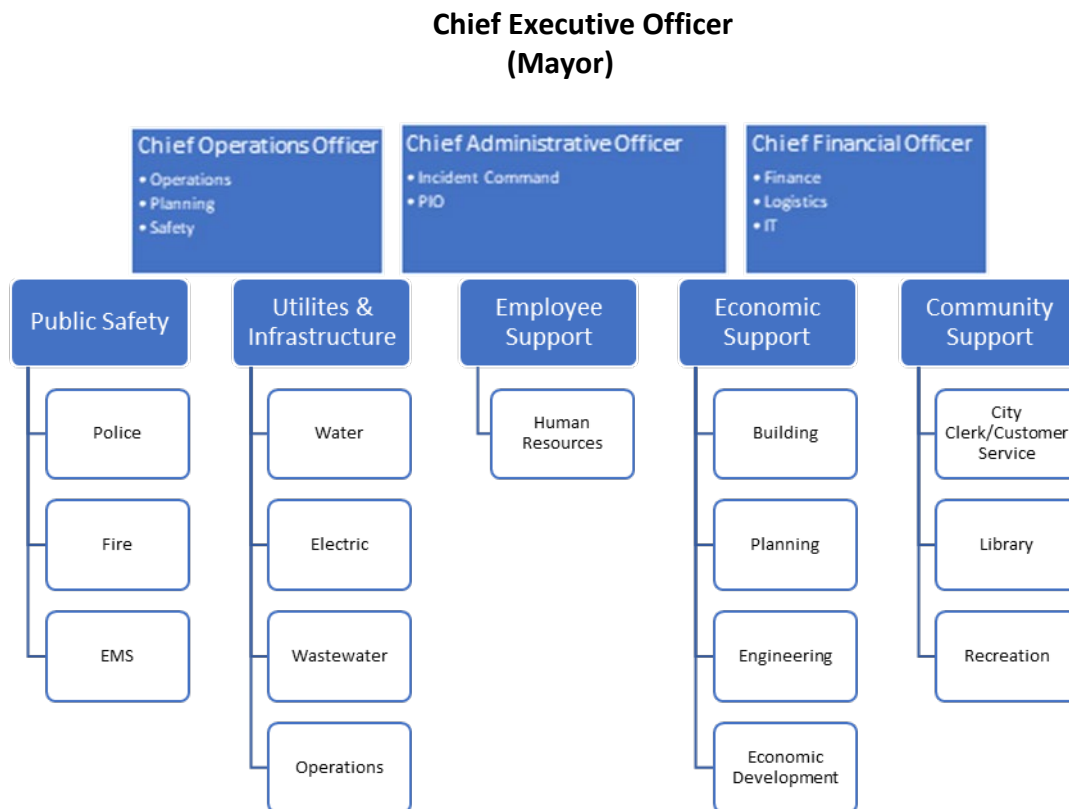 Chief Executive Officer
(Mayor)
Chief Operations Officer
• Operations
• Planning
• Safety
Chief Administrative Officer
• Incident Command
• PIO
Chief Financial Officer
• Finance
• Logistics
• IT
Public Safety
Police
Fire
EMS
Utilites &
Infrastructure
Water
Electric
Wastewater
Operations
Employee
Support
Human
Resources
Economic
Support
Building
Planning
Engineering
Economic
Development
Community
Support
City
Clerk/Customer
Service
Library
Recreation